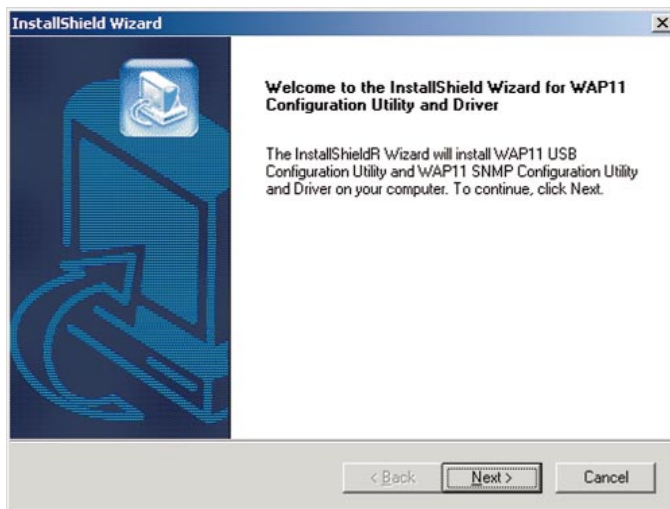 InstallShield Wizard
Welcome to the InstallShield Wizard for WAP11
Configuration Utility and Driver
The InstallShieldR Wizard will install WAP11 USB
Configuration Utility and WAP11 SNMP Configuration Utility
and Driver on your computer. To continue, click Next.
< Back
Next >
Cancel